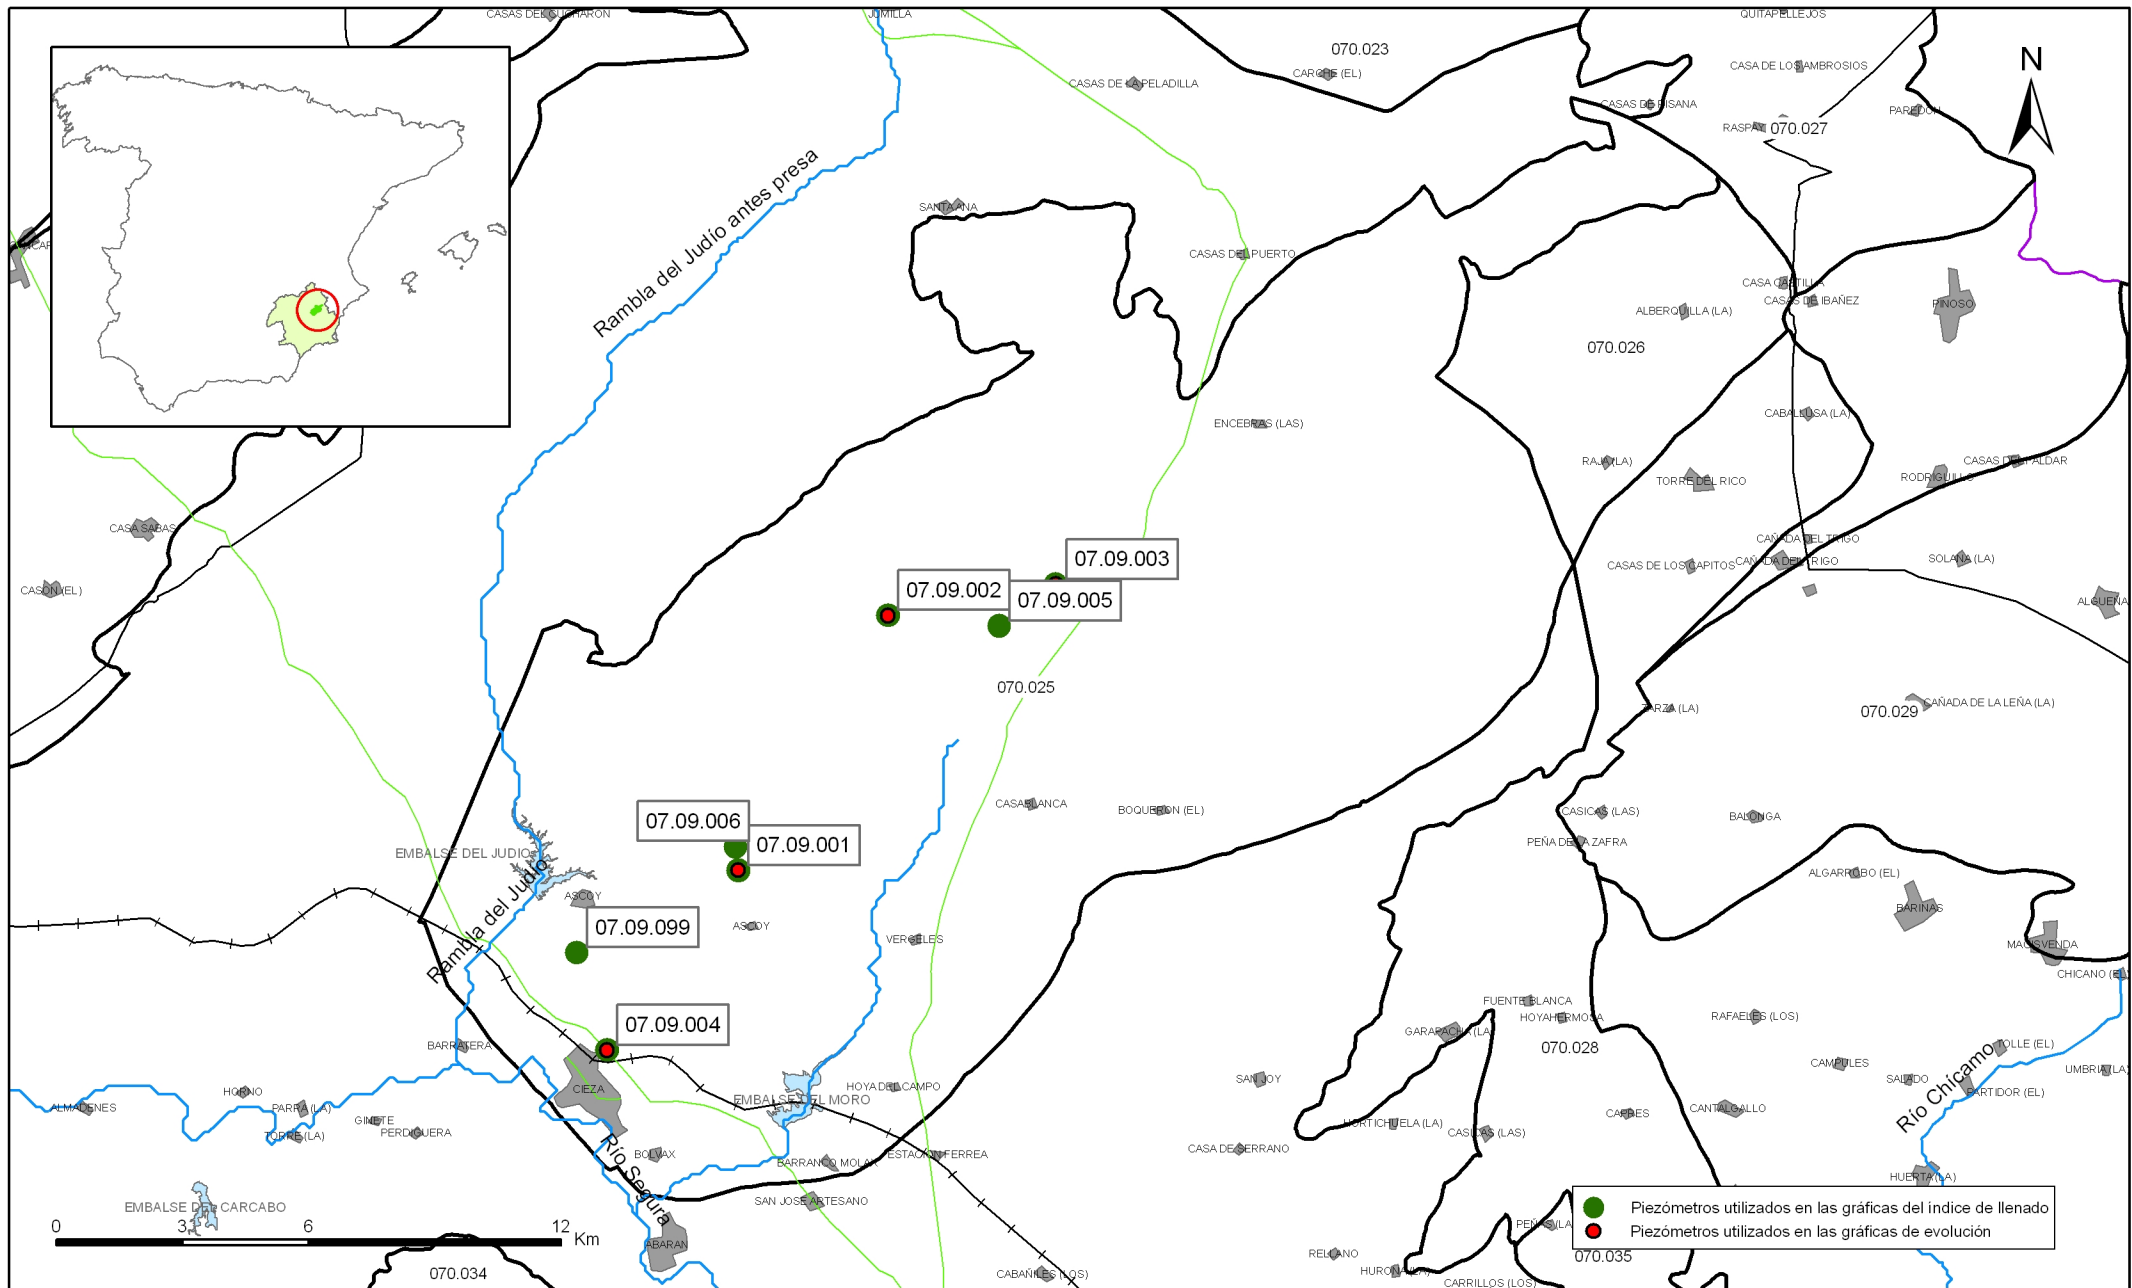 CASAS DEL CUCHARON
JUMILLA
QUITAPELLEJOS
070.023
CARCHE (EL)
CASAS DE LA PELADILLA
CASA DE LOS AMBROSIOS
CASAS DE PISANA
PAREDON
070.027
N
Rambla del Judío antes presa
SANTA ANA
CASAS DEL PUERTO
CASA CASTILLA
CASAS DE IBAÑEZ
PINOSO
ALBERQUILLA (LA)
070.026
CABALLUSA (LA)
ENCEBRAS (LAS)
RAJA (LA)
TORRE DEL RICO
CASAS DEL FALDAR
RODRIGUILLO
CASA SABAS
CAÑADA DEL TRIGO
CAÑADA DEL TRIGO
SOLANA (LA)
CASAS DE LOS CAPITOS
CASON (EL)
ALGUEÑA
07.09.003
07.09.002
07.09.005
070.025
ZARZA (LA)
CAÑADA DE LA LEÑA (LA)
070.029
CASABLANCA
BOQUERON (EL)
CASICAS (LAS)
BALONGA
PEÑA DE LA ZAFRA
07.09.006
07.09.001
EMBALSE DEL JUDIO
ALGARROBO (EL)
ASCOY
BARINAS
07.09.099
ASCOY
VERGELES
Rambla del Judío
MACISVENDA
CHICANO (EL)
FUENTE BLANCA
HOYAHERMOSA
RAFAELES (LOS)
07.09.004
GARAPACHA (LA)
BARRATERA
070.028
TOLLE (EL)
CAMPULES
UMBRIA (LA)
CIEZA
HOYA DEL CAMPO
SAN JOY
SALADO
PARTIDOR (EL)
HORNO
EMBALSE DEL MORO
ALMADENES
PARRA (LA)
GINETE
CAPRES
CANTALGALLO
Río Chícamo
TORRE (LA)
PERDIGUERA
HORTICHUELA (LA)
CASICAS (LAS)
BOLVAX
BARRANCO MOLAX
ESTACION FERREA
CASA DE SERRANO
HUERTA (LA)
Río Segura
SAN JOSE ARTESANO
EMBALSE DEL CARCABO
0 3 6 12 Km
ABARAN
PEÑAS (LA
Piezómetros utilizados en las gráficas del índice de llenado
Piezómetros utilizados en las gráficas de evolución
RELLANO
070.035
070.034
CABAÑILES (LOS)
HURONA (LA)
CARRILLOS (LOS)